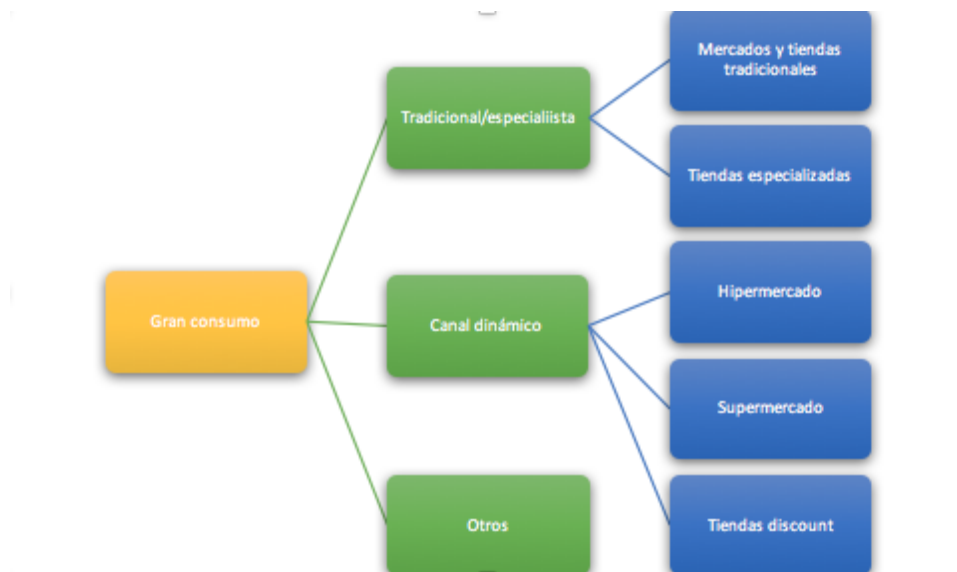 Mercados y tiendas
tradicionales
Tradicional/especialiista
Tiendas especializadas
Gran consumo
Canal dinámico
Hipermercado
Supermercado
Otros
Tiendas discount